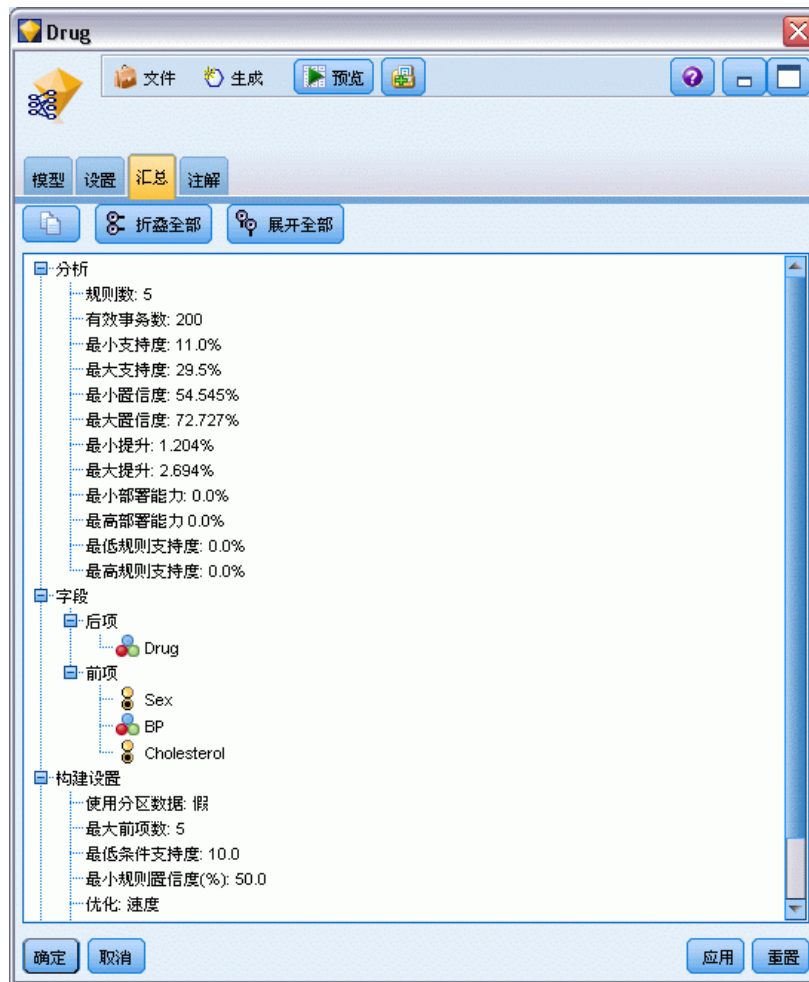 Drug
文件 生成 预览
模型 设置 汇总 注解
折叠全部 展开全部
分析
规则数: 5
有效事务数: 200
最小支持度: 11.0%
最大支持度: 29.5%
最小置信度: 54.545%
最大置信度: 72.727%
最小提升: 1.204%
最大提升: 2.694%
最小部署能力: 0.0%
最高部署能力 0.0%
最低规则支持度: 0.0%
最高规则支持度: 0.0%
字段
后项
Drug
前项
Sex
BP
Cholesterol
构建设置
使用分区数据: 假
最大前项数: 5
最低条件支持度: 10.0
最小规则置信度(%): 50.0
优化: 速度
确定 取消 应用 重置